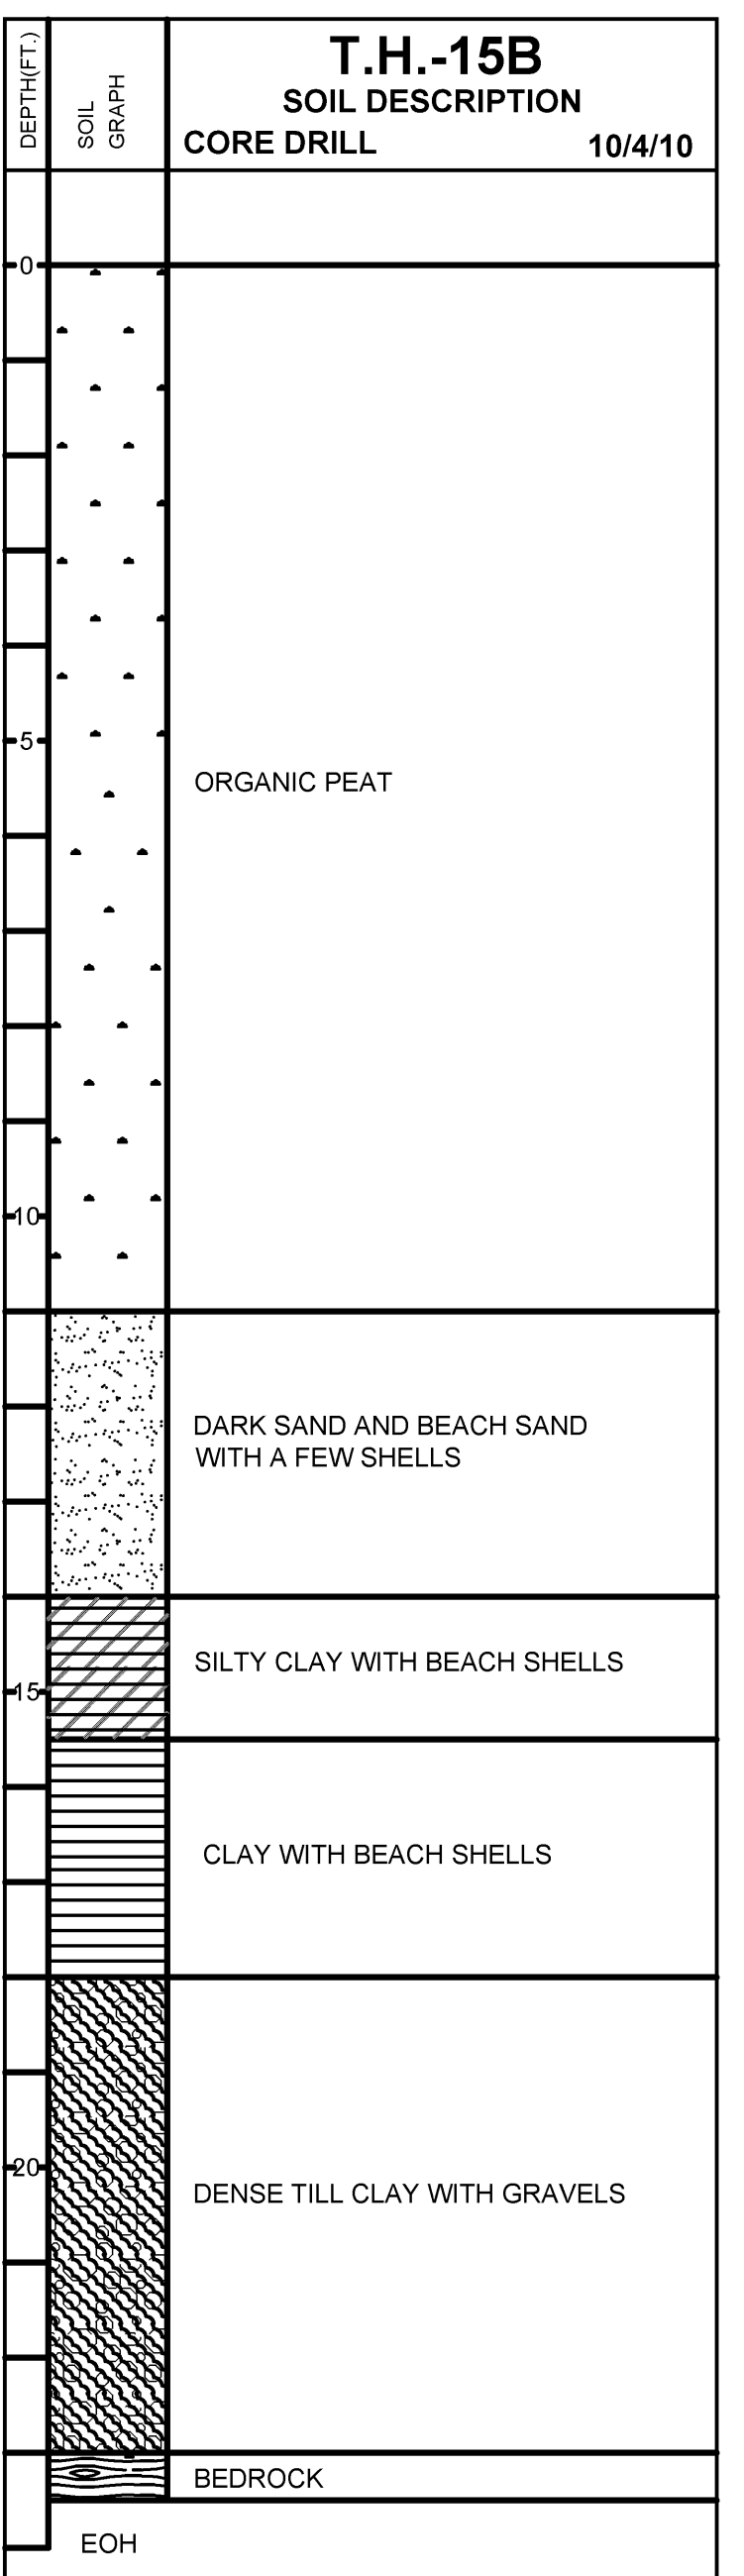 DEPTH(FT.)
SOIL
GRAPH
T.H.-15B
SOIL DESCRIPTION
CORE DRILL 10/4/10
0
5
ORGANIC PEAT
10
DARK SAND AND BEACH SAND
WITH A FEW SHELLS
SILTY CLAY WITH BEACH SHELLS
15
CLAY WITH BEACH SHELLS
20
DENSE TILL CLAY WITH GRAVELS
BEDROCK
EOH